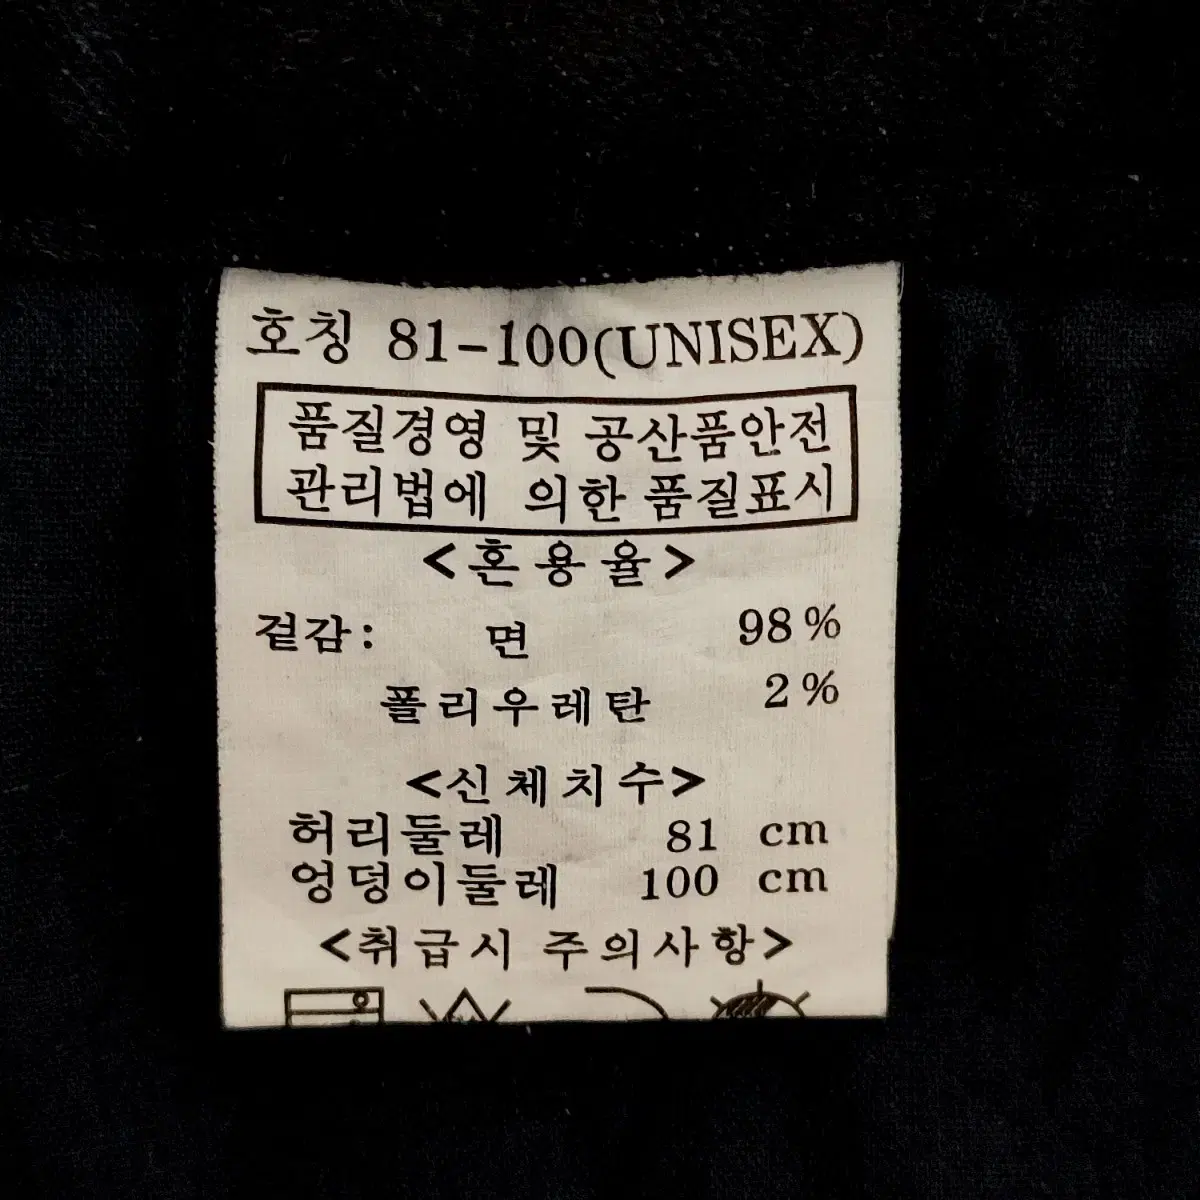 호칭 81-100(UNISEX)
품질경영 및 공산품안전
관리법에 의한 품질표시
<혼용율>
겉감: 면 98%
폴리우레탄 2%
<신체치수>
허리둘레 81 cm
엉덩이둘레 100 cm
<취급시 주의사항>